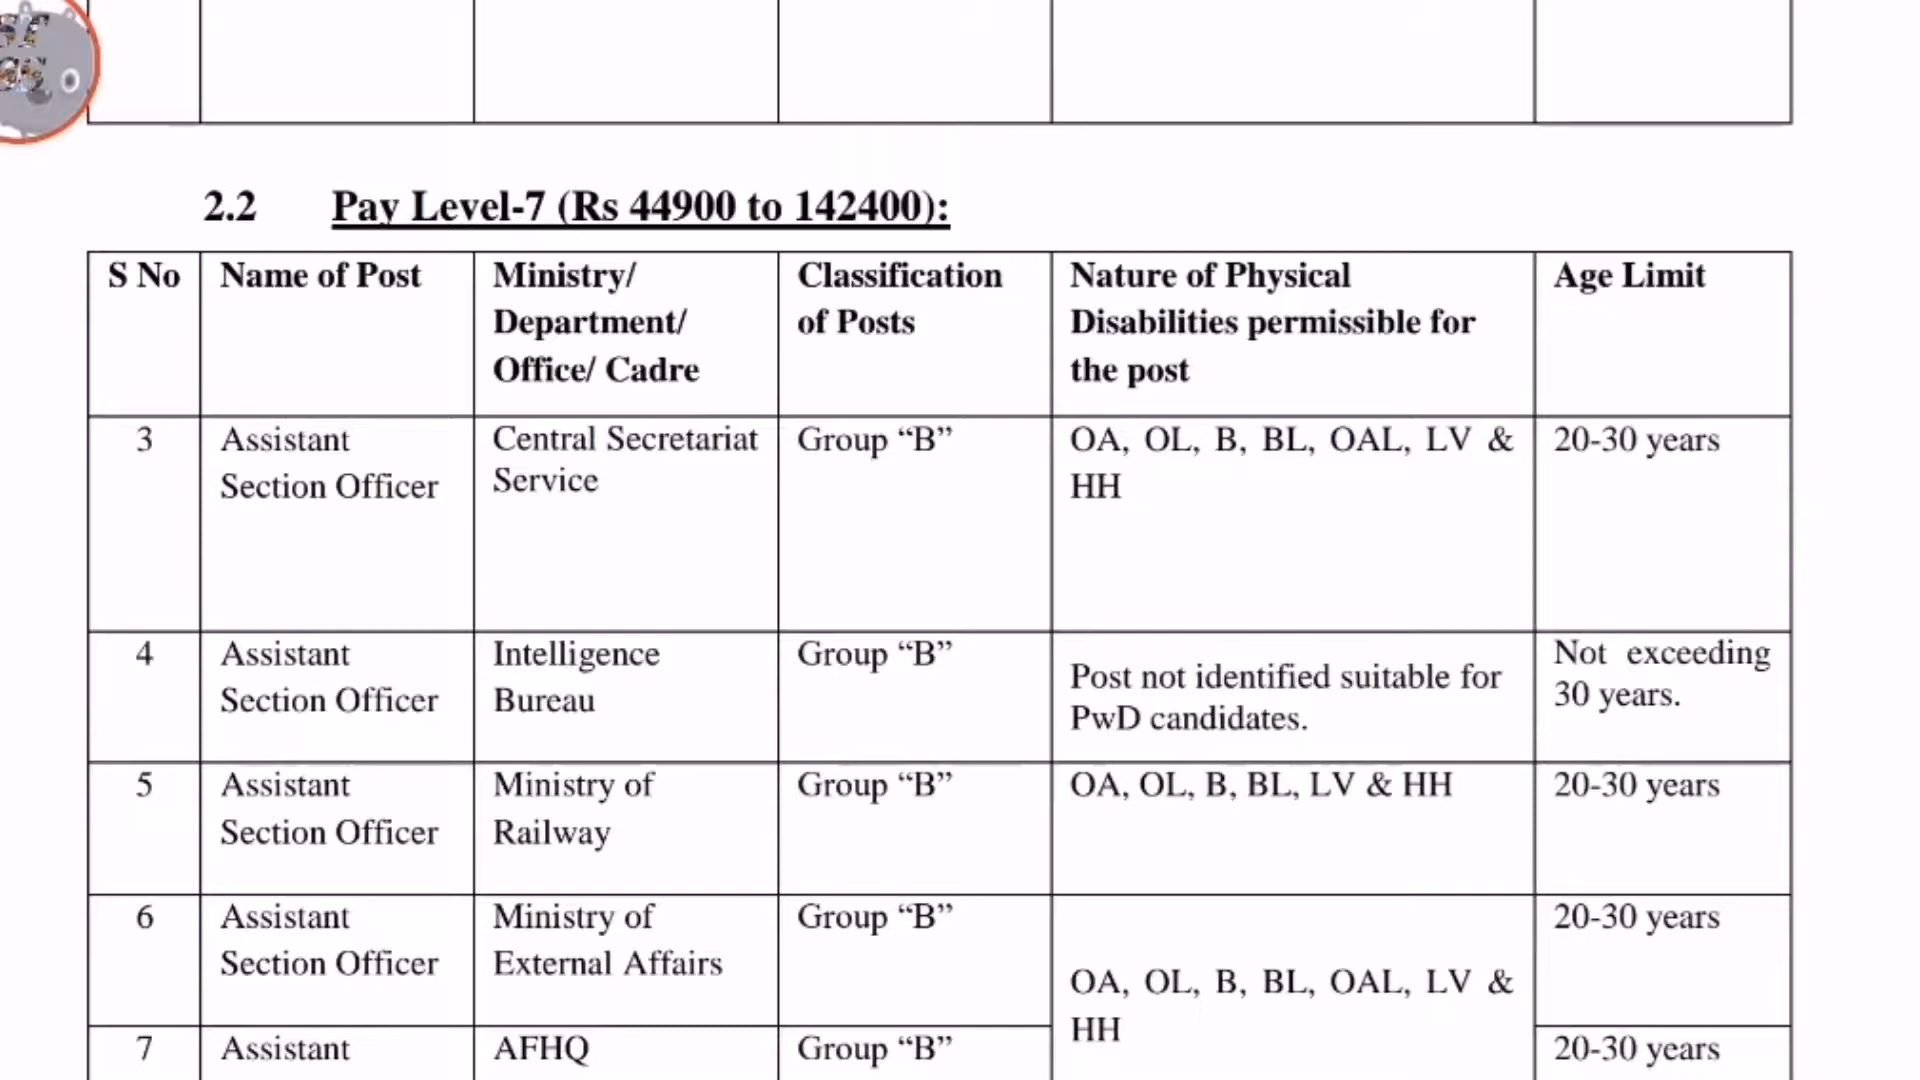 2.2 Pay Level-7 (Rs 44900 to 142400):
S No Name of Post Ministry/ Classification Nature of Physical Age Limit
Department/ of Posts Disabilities permissible for
Office/ Cadre the post
3 Assistant Central Secretariat Group “B” OA, OL, B, BL, OAL, LV & 20-30 years
Section Officer Service HH
4 Assistant Intelligence Group “B” Post not identified suitable for Not exceeding
Section Officer Bureau PwD candidates. 30 years.
5 Assistant Ministry of Group “B” OA, OL, B, BL, LV & HH 20-30 years
Section Officer Railway
6 Assistant Ministry of Group “B” 20-30 years
Section Officer External Affairs OA, OL, B, BL, OAL, LV &
HH
7 Assistant AFHQ Group “B” 20-30 years